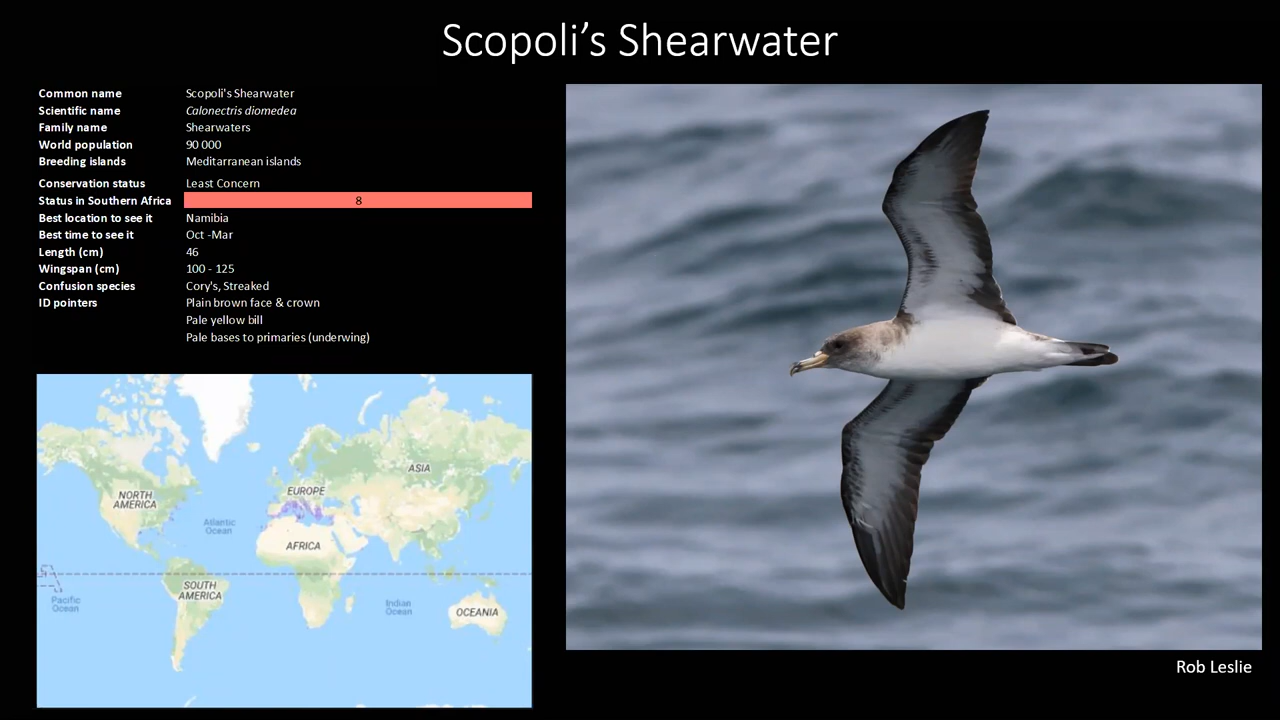 Scopoli's Shearwater
Common name Scopoli's Shearwater
Scientific name Calonectris diomedea
Family name Shearwaters
World population 90 000
Breeding islands Meditarranean islands
Conservation status Least Concern
Status in Southern Africa 8
Best location to see it Namibia
Best time to see it Oct -Mar
Length (cm) 46
Wingspan (cm) 100 - 125
Confusion species Cory's, Streaked
ID pointers Plain brown face & crown
Pale yellow bill
Pale bases to primaries (underwing)
ASIA
NORTH
AMERICA
EUROPE
Atlantic
Ocean
AFRICA
SOUTH
AMERICA
Pacific
Ocean
Indian
Ocean
OCEANIA
Rob Leslie